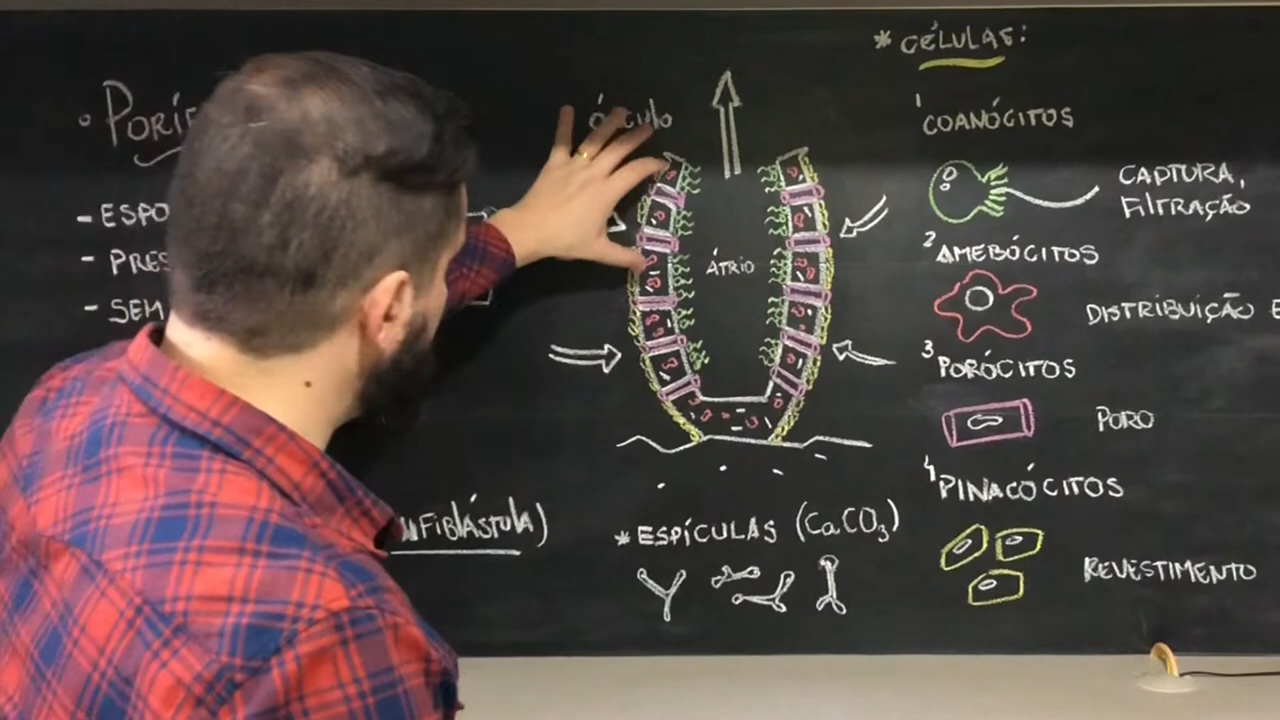 - ESPO
- PRES
- SEM
FIBLÁSTULA)
ÓSCULO
ÁTRIO
* ESPÍCULAS (CaCO3)
* CÉLULAS:
1 COANÓCITOS
CAPTURA,
FILTRAÇÃO
2 AMEBÓCITOS
DISTRIBUIÇÃO E
3 PORÓCITOS
PORO
4 PINACÓCITOS
REVESTIMENTO